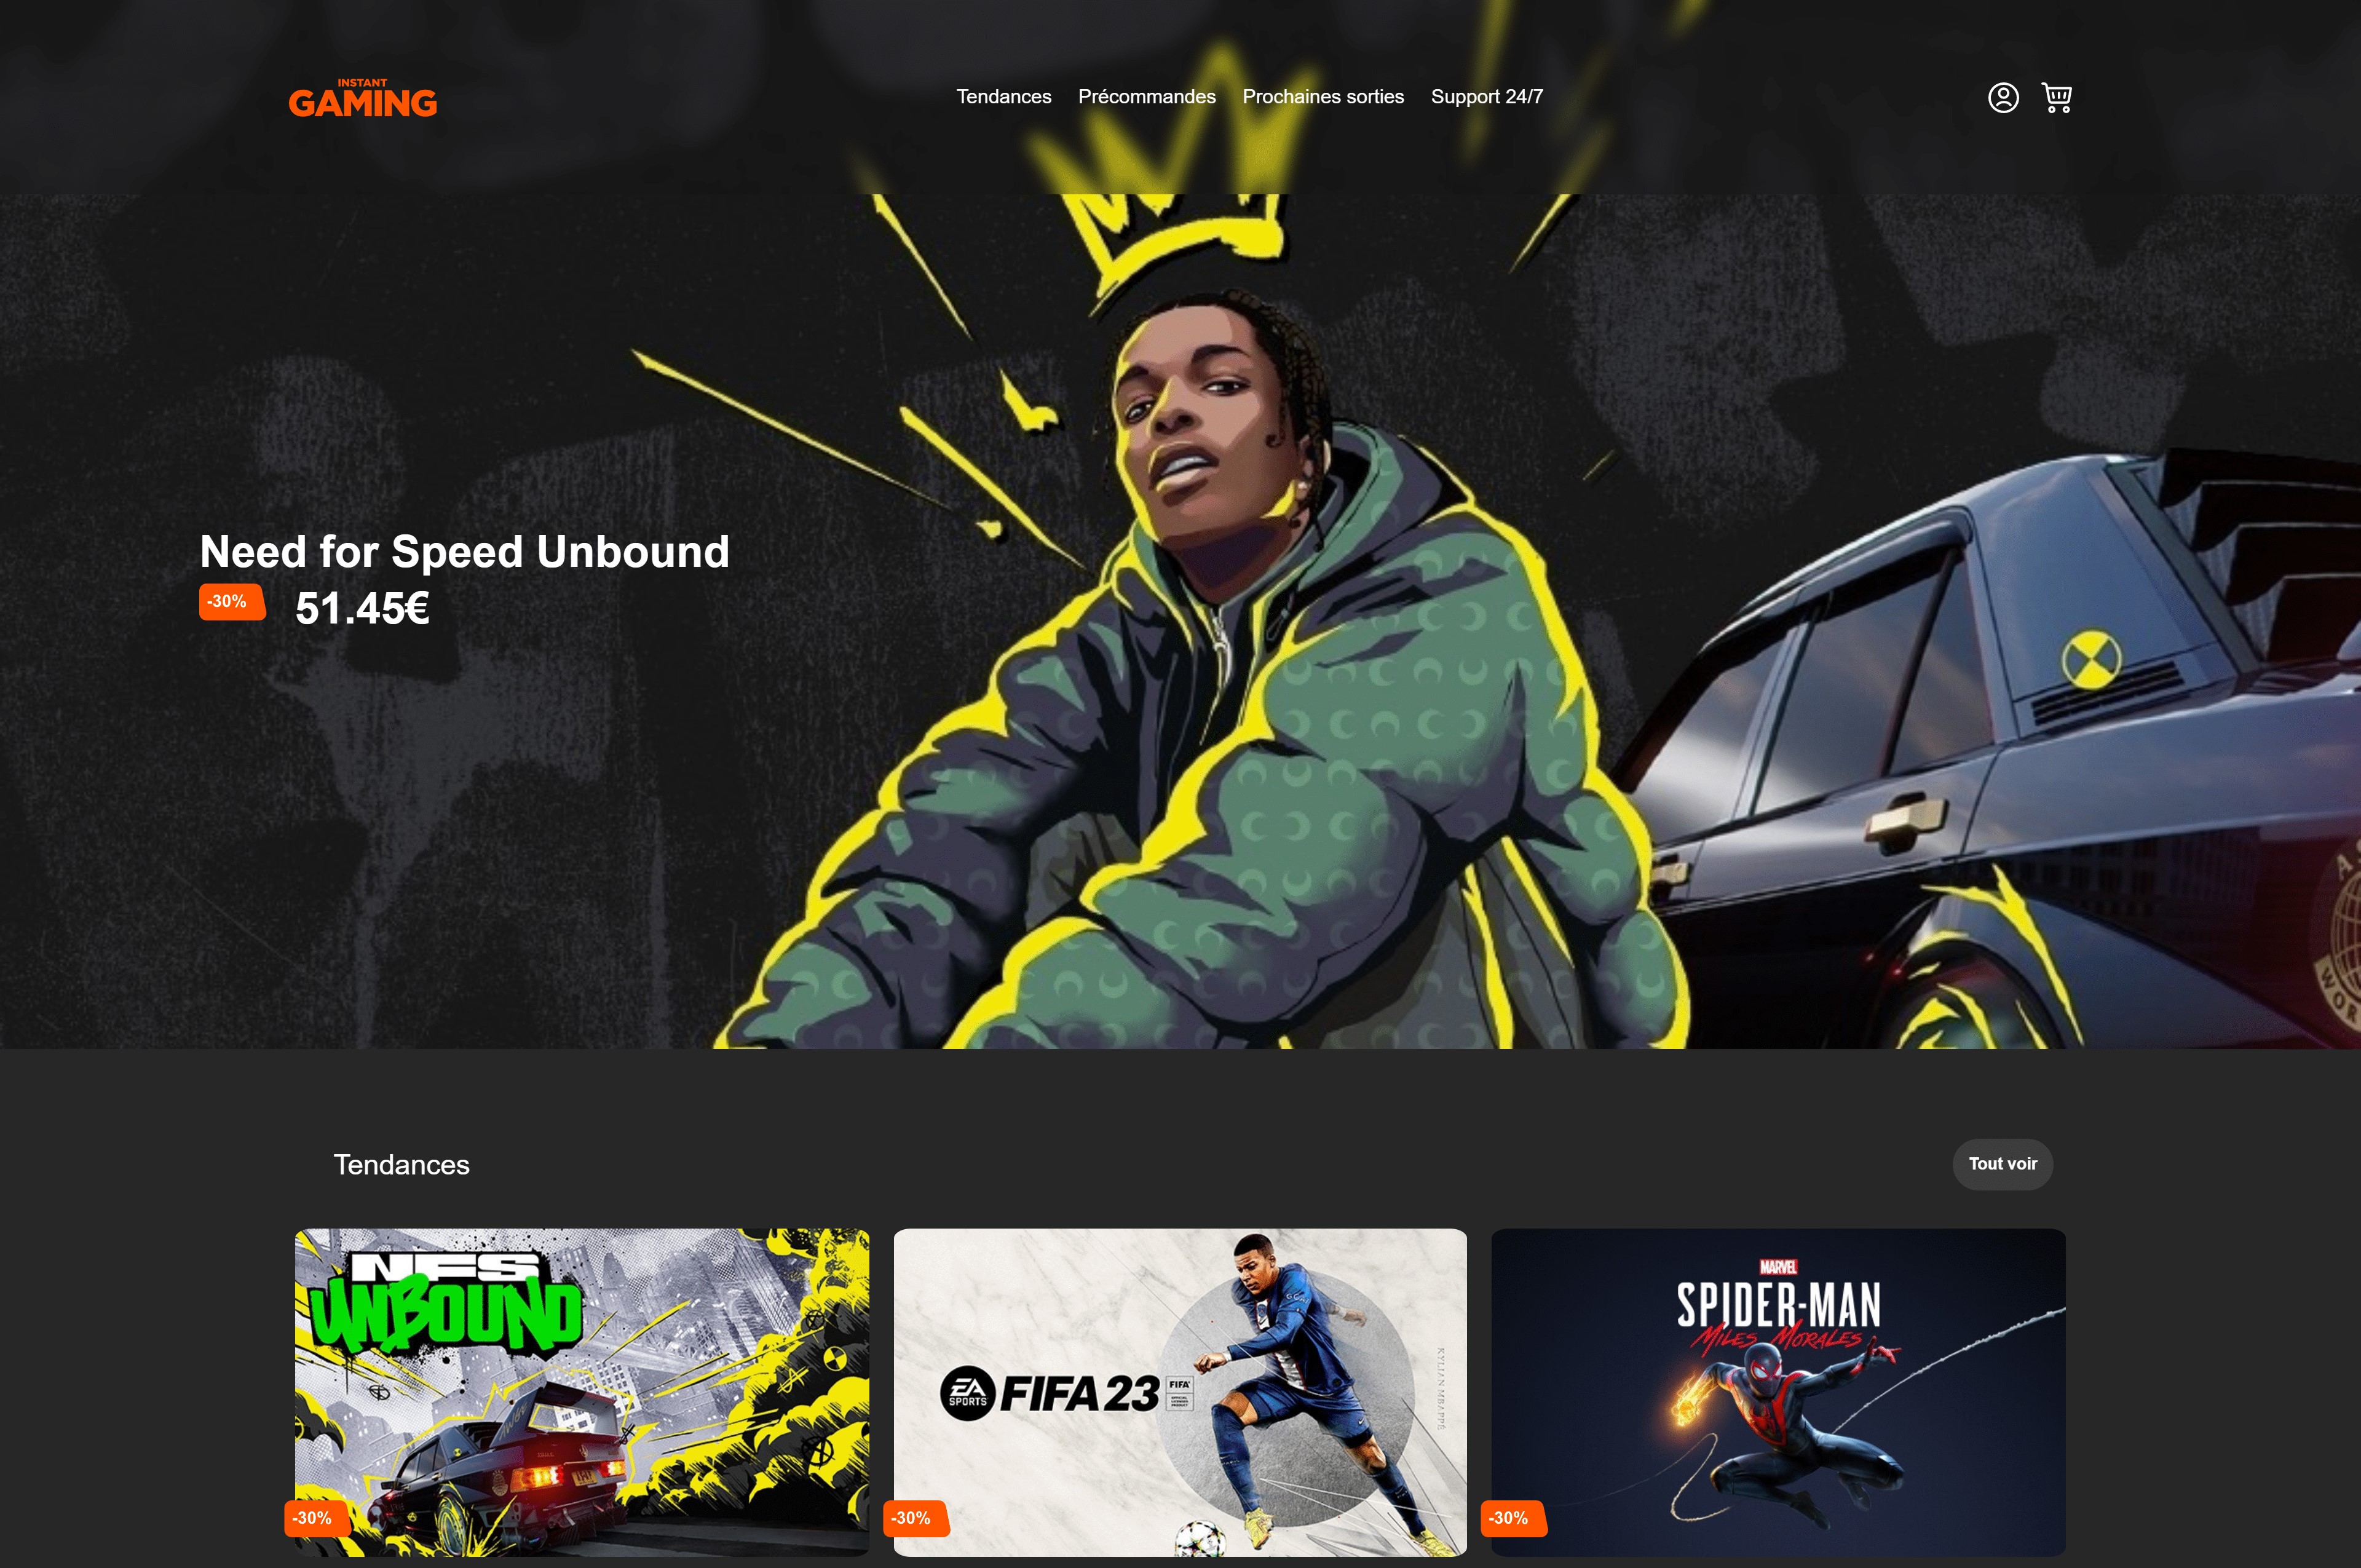 INSTANT
GAMING
Tendances Précommandes Prochaines sorties Support 24/7
Need for Speed Unbound
-30% 51.45€
WOR
Tendances
Tout voir
NFS
UNBOUND
-30%
EA
SPORTS
FIFA 23
FIFA
KYLIAN MBAPPÉ
-30%
MARVEL
SPIDER-MAN
MILES MORALES
-30%